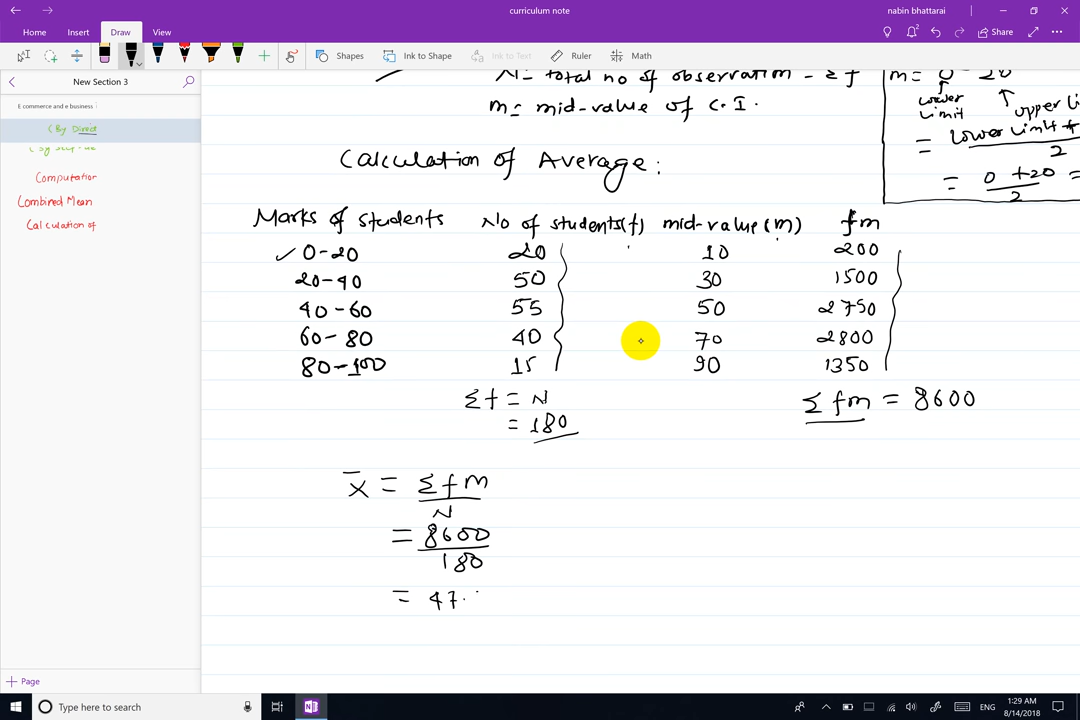 curriculum note
nabin bhattarai
Home Insert Draw View
Share
Shapes Ink to Shape Ink to Text Ruler Math
New Section 3
E commerce and e business i
(By Direct
Computation
Combined Mean
Calculation of
Page
N= total no of observation = Σf
m= mid-value of C.I.
m= 0 - 20
lower limit
upper li
= lower limit +
2
= 0 + 20 =
2
Calculation of Average:
Marks of students No of students(f) mid-value(m) fm
✓ 0-20 20 10 200
20-40 50 30 1500
40-60 55 50 2750
60-80 40 70 2800
80-100 15 90 1350
Σf = N Σfm = 8600
= 180
X̄ = Σfm
N
= 8600
180
= 47.
Type here to search
ENG
1:29 AM
8/14/2018